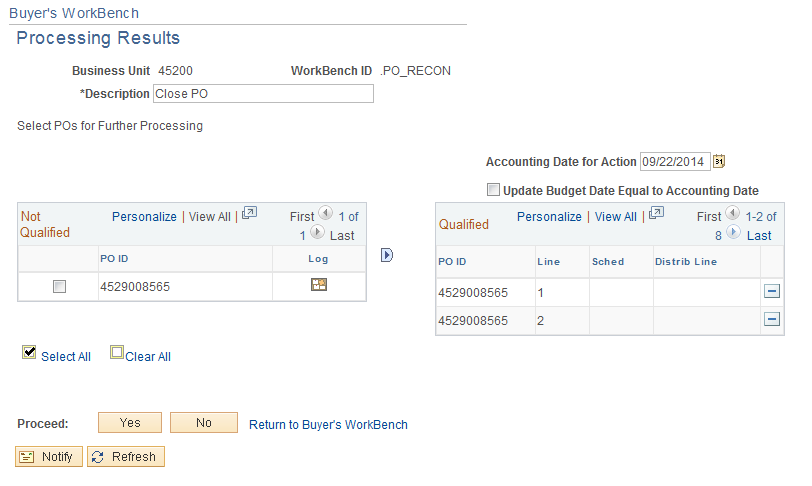 Buyer's WorkBench
Processing Results
Business Unit 45200 WorkBench ID .PO_RECON
*Description Close PO
Select POs for Further Processing
Accounting Date for Action 09/22/2014 31
Update Budget Date Equal to Accounting Date
Not Qualified Personalize | View All | First 1 of 1 Last
PO ID Log
4529008565
Qualified Personalize | View All | First 1-2 of 8 Last
PO ID Line Sched Distrib Line
4529008565 1
4529008565 2
Select All Clear All
Proceed: Yes No Return to Buyer's WorkBench
Notify Refresh